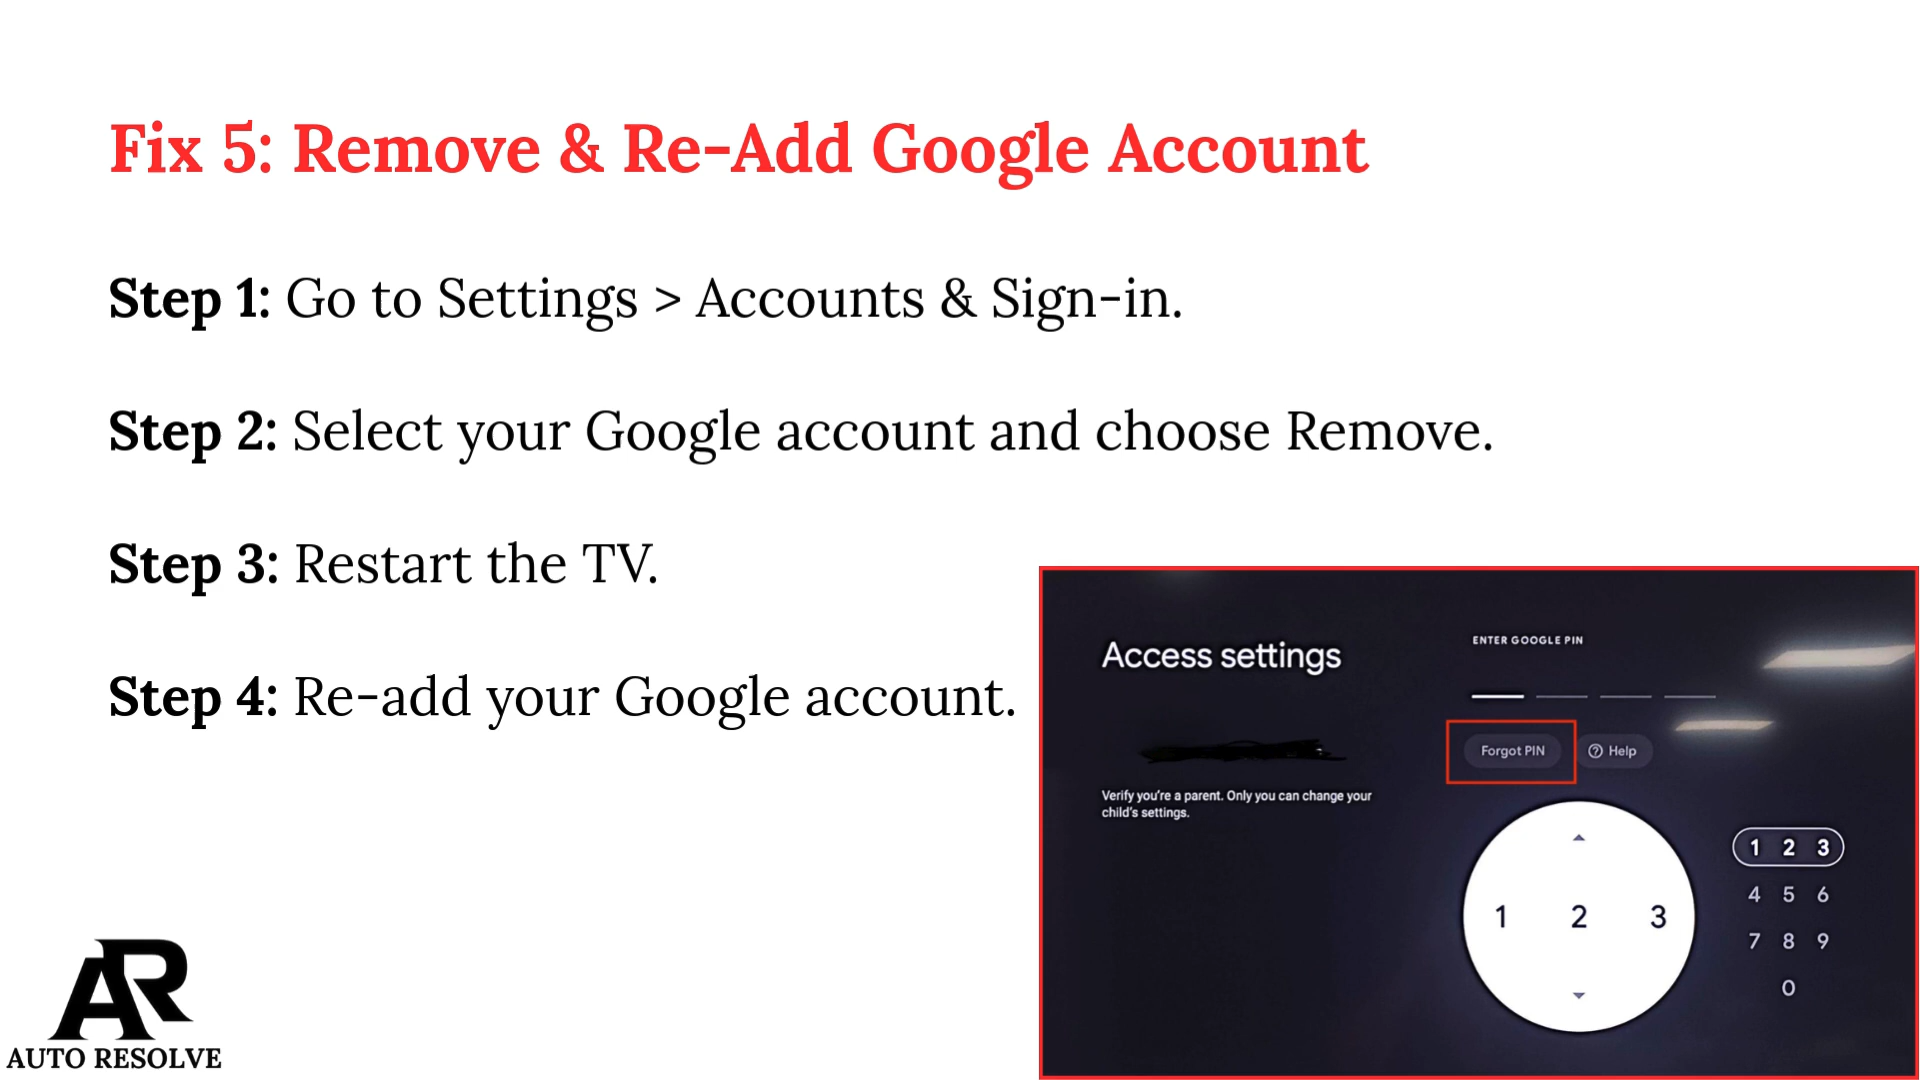 Fix 5: Remove & Re-Add Google Account
Step 1: Go to Settings > Accounts & Sign-in.
Step 2: Select your Google account and choose Remove.
Step 3: Restart the TV.
Step 4: Re-add your Google account.
Access settings
Verify you're a parent. Only you can change your
child's settings.
ENTER GOOGLE PIN
Forgot PIN
Help
1 2 3
1 2 3
4 5 6
7 8 9
0
AR
AUTO RESOLVE